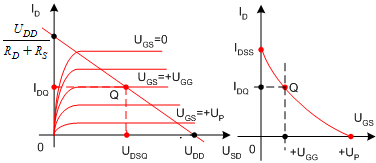 I_D
U_DD
R_D + R_S
U_GS=0
I_DQ
Q
U_GS=+U_GG
U_GS=+U_P
0
U_DSQ
U_DD
U_SD
I_D
I_DSS
I_DQ
Q
U_GS
0
+U_GG
+U_P